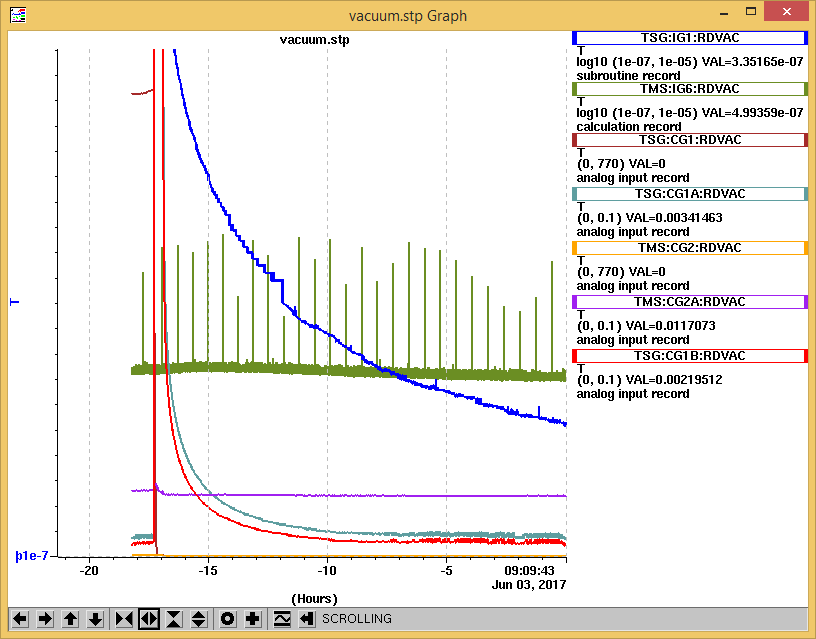 vacuum.stp Graph
vacuum.stp
T
þ1e-7
-20
-15
-10
-5
09:09:43
Jun 03, 2017
(Hours)
TSG:IG1:RDVAC
T
log10 (1e-07, 1e-05) VAL=3.35165e-07
subroutine record
TMS:IG6:RDVAC
T
log10 (1e-07, 1e-05) VAL=4.99359e-07
calculation record
TSG:CG1:RDVAC
T
(0, 770) VAL=0
analog input record
TSG:CG1A:RDVAC
T
(0, 0.1) VAL=0.00341463
analog input record
TMS:CG2:RDVAC
T
(0, 770) VAL=0
analog input record
TMS:CG2A:RDVAC
T
(0, 0.1) VAL=0.0117073
analog input record
TSG:CG1B:RDVAC
T
(0, 0.1) VAL=0.00219512
analog input record
SCROLLING